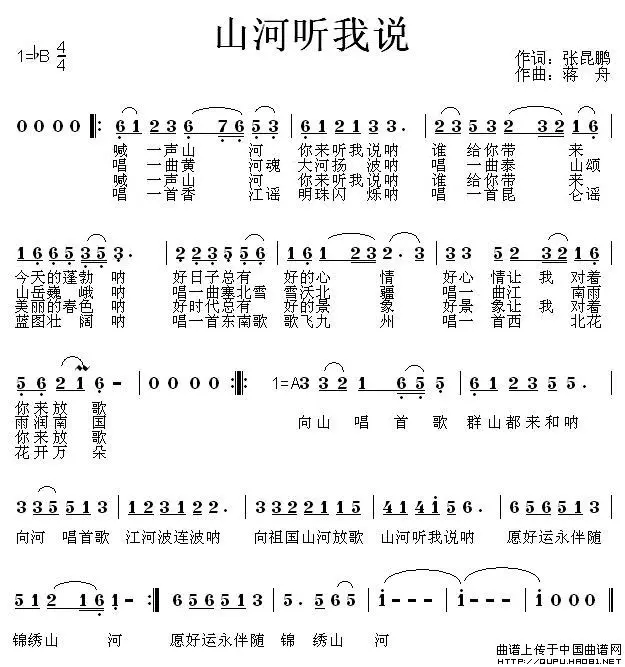 山河听我说
1=♭B 4/4
作词：张昆鹏
作曲：蒋 舟
0 0 0 0 6 1 2 3 6 7 6 5 3 6 1 2 1 3 3 . 2 3 5 3 2 3 2 1 6
喊 一声山 河 你来听我说呐 谁 给你带 来
唱 一曲黄 河魂 大河扬 波呐 唱 一曲泰 山颂
喊 一声山 河 你来听我说呐 谁 给你带 来
唱 一首香 江谣 明珠闪 烁呐 唱 一首昆 仑谣
1 6 6 5 3 5 3 . 2 2 3 1 2 6 6 1 2 3 2 . 3 3 3 5 2 3 2 1 6
今天的蓬勃 呐 好日子总有 好的心 情 好心 情让 我 对着
山岳巍 峨 呐 唱一曲塞北雪 雪沃北 疆 唱 一 曲江 南雨
美丽的春色 呐 好时代总有 好的景 象 好景 象让 我 对着
蓝图壮 阔 呐 唱一首东南歌 歌飞九 州 唱 一 首西 北花
5 6 2 1 6 – 0 0 0 0 1=A 3 3 2 1 6 5 5 6 1 2 3 5 5 .
你来放 歌
向山 唱 首 歌 群山都来和呐
雨润南 国
你来放 歌
花开万 朵
3 3 5 5 1 3 1 2 3 1 2 . 3 3 2 2 1 1 5 4 1 4 1 5 6 . 5 6 5 6 5 1 3
向河 唱首歌 江河波连波呐 向祖国山河放歌 山河听我说呐 愿好运永伴随
5 1 2 1 2 1 6 1 – – 6 5 6 5 1 3 5 1 2 3 5 6 1 – – – 1 – – – 1 0
锦绣山 河 愿好运永伴随 锦 绣山 河
曲谱上传于中国曲谱网
HTTP://QUPU.HAO81.NET